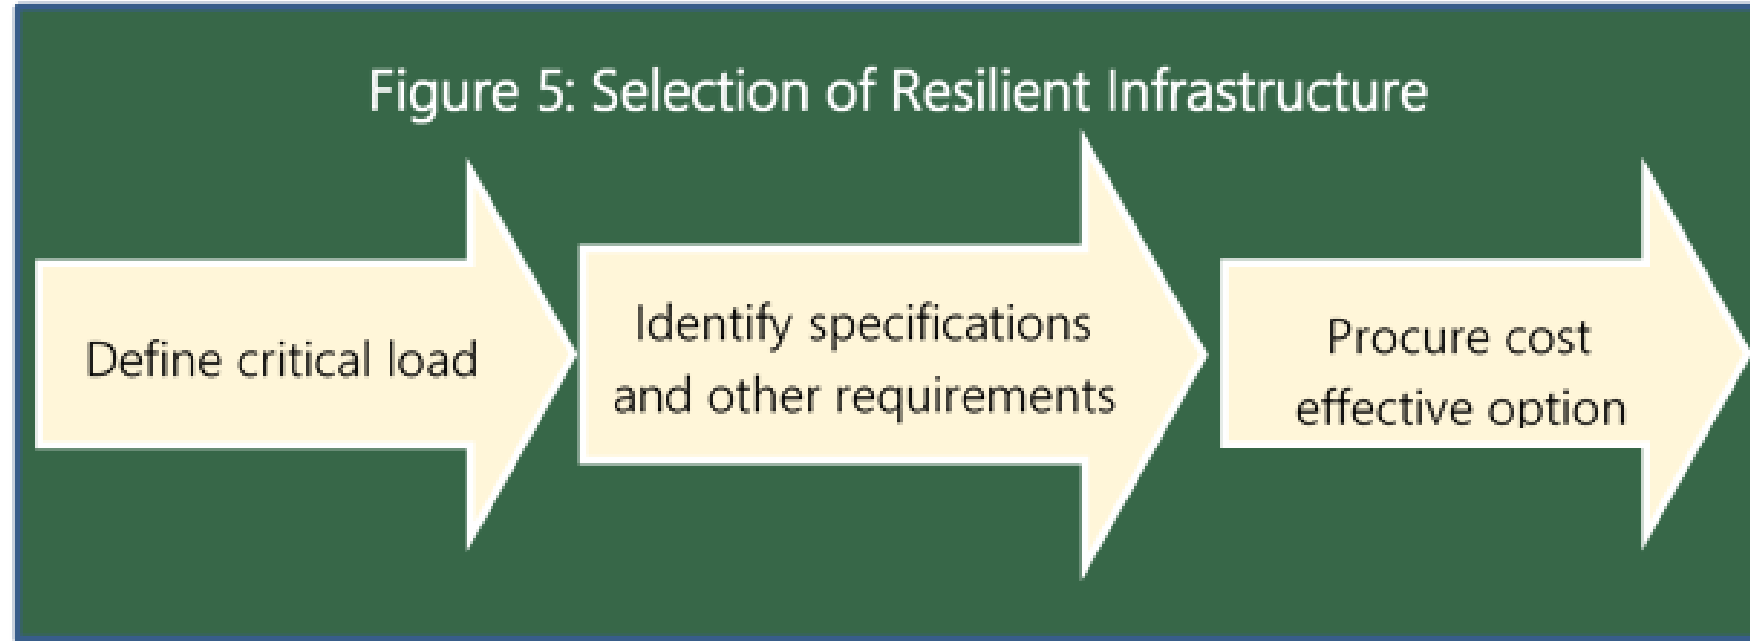 Figure 5: Selection of Resilient Infrastructure
Define critical load
Identify specifications
and other requirements
Procure cost
effective option